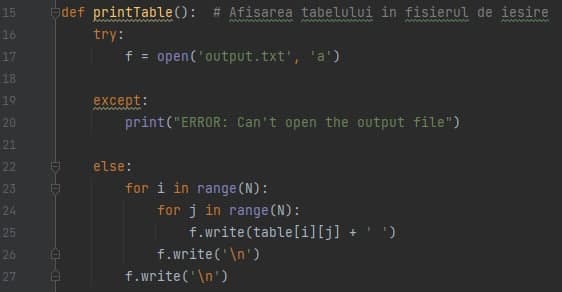 15 def printTable():  # Afisarea tabelului in fisierul de iesire
16     try:
17         f = open('output.txt', 'a')
18
19     except:
20         print("ERROR: Can't open the output file")
21
22     else:
23         for i in range(N):
24             for j in range(N):
25                 f.write(table[i][j] + ' ')
26             f.write('\n')
27         f.write('\n')